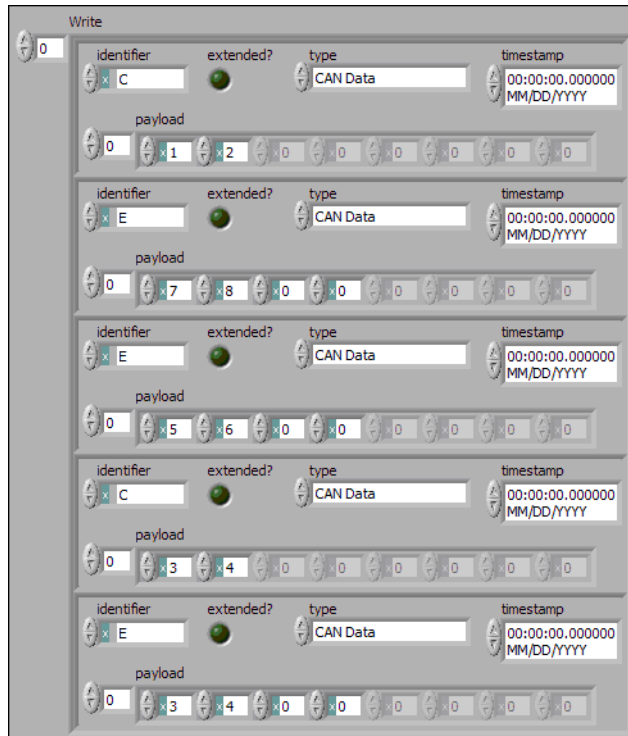 Write
0
identifier extended? type timestamp
x C CAN Data 00:00:00.000000
MM/DD/YYYY
payload
0 x 1 x 2 x 0 x 0 x 0 x 0 x 0 x 0
identifier extended? type timestamp
x E CAN Data 00:00:00.000000
MM/DD/YYYY
payload
0 x 7 x 8 x 0 x 0 x 0 x 0 x 0 x 0
identifier extended? type timestamp
x E CAN Data 00:00:00.000000
MM/DD/YYYY
payload
0 x 5 x 6 x 0 x 0 x 0 x 0 x 0 x 0
identifier extended? type timestamp
x C CAN Data 00:00:00.000000
MM/DD/YYYY
payload
0 x 3 x 4 x 0 x 0 x 0 x 0 x 0 x 0
identifier extended? type timestamp
x E CAN Data 00:00:00.000000
MM/DD/YYYY
payload
0 x 3 x 4 x 0 x 0 x 0 x 0 x 0 x 0